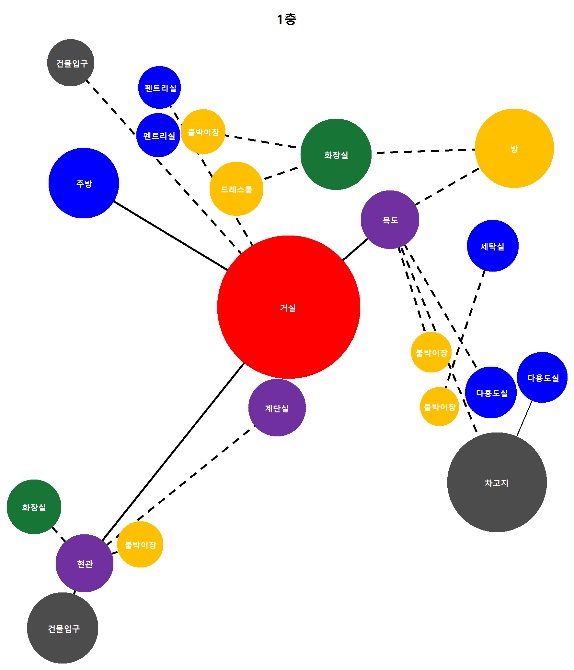 1층
건물입구
펜트리실
펜트리실
붙박이장
화장실
방
주방
드레스룸
복도
세탁실
거실
붙박이장
다용도실
다용도실
붙박이장
계단실
차고지
화장실
붙박이장
현관
건물입구